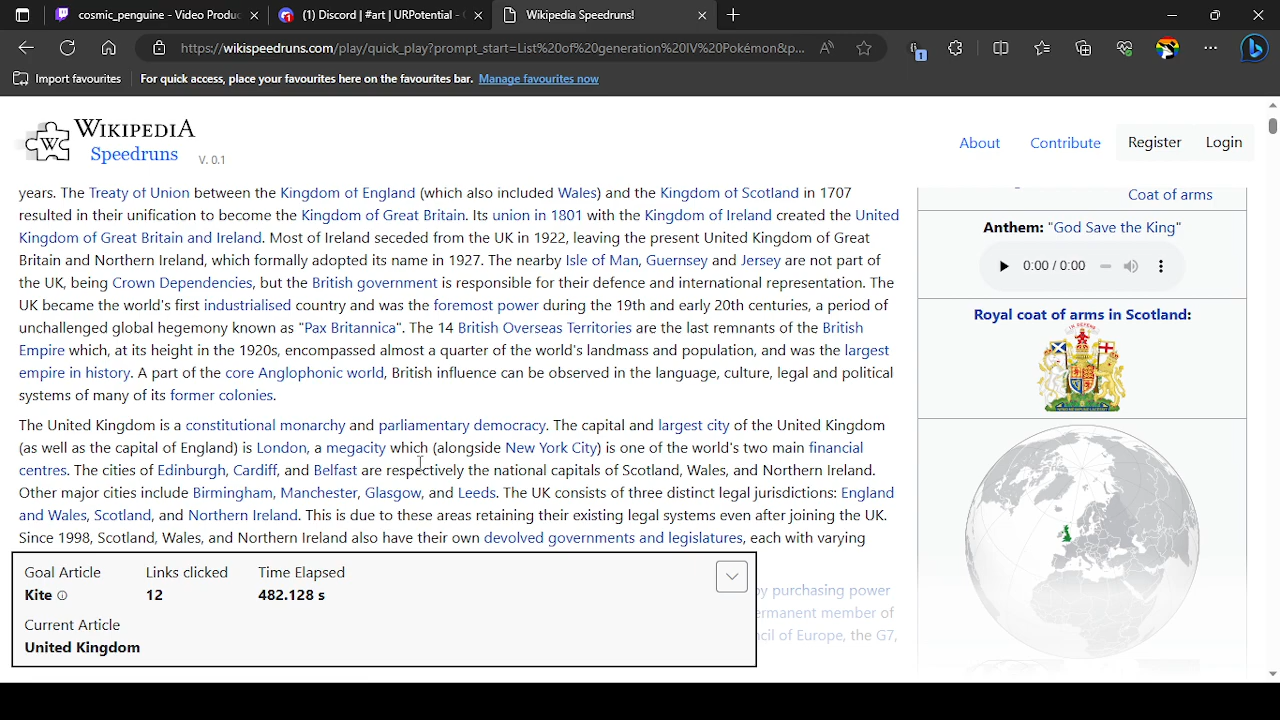 cosmic_penguine - Video Produc
(1) Discord | #art | URPotential - 
Wikipedia Speedruns!
https://wikispeedruns.com/play/quick_play?prompt_start=List%20of%20generation%20IV%20Pokémon&p...
1
Import favourites
For quick access, place your favourites here on the favourites bar. Manage favourites now
WIKIPEDIA
Speedruns
V. 0.1
About
Contribute
Register
Login
years. The Treaty of Union between the Kingdom of England (which also included Wales) and the Kingdom of Scotland in 1707
resulted in their unification to become the Kingdom of Great Britain. Its union in 1801 with the Kingdom of Ireland created the United
Kingdom of Great Britain and Ireland. Most of Ireland seceded from the UK in 1922, leaving the present United Kingdom of Great
Britain and Northern Ireland, which formally adopted its name in 1927. The nearby Isle of Man, Guernsey and Jersey are not part of
the UK, being Crown Dependencies, but the British government is responsible for their defence and international representation. The
UK became the world's first industrialised country and was the foremost power during the 19th and early 20th centuries, a period of
unchallenged global hegemony known as "Pax Britannica". The 14 British Overseas Territories are the last remnants of the British
Empire which, at its height in the 1920s, encompassed almost a quarter of the world's landmass and population, and was the largest
empire in history. A part of the core Anglophonic world, British influence can be observed in the language, culture, legal and political
systems of many of its former colonies.
The United Kingdom is a constitutional monarchy and parliamentary democracy. The capital and largest city of the United Kingdom
(as well as the capital of England) is London, a megacity which (alongside New York City) is one of the world's two main financial
centres. The cities of Edinburgh, Cardiff, and Belfast are respectively the national capitals of Scotland, Wales, and Northern Ireland.
Other major cities include Birmingham, Manchester, Glasgow, and Leeds. The UK consists of three distinct legal jurisdictions: England
and Wales, Scotland, and Northern Ireland. This is due to these areas retaining their existing legal systems even after joining the UK.
Since 1998, Scotland, Wales, and Northern Ireland also have their own devolved governments and legislatures, each with varying
by purchasing power
ermanent member of
ncil of Europe, the G7,
Coat of arms
Anthem: "God Save the King"
0:00 / 0:00
Royal coat of arms in Scotland:
Goal Article
Links clicked
Time Elapsed
Kite
12
482.128 s
Current Article
United Kingdom